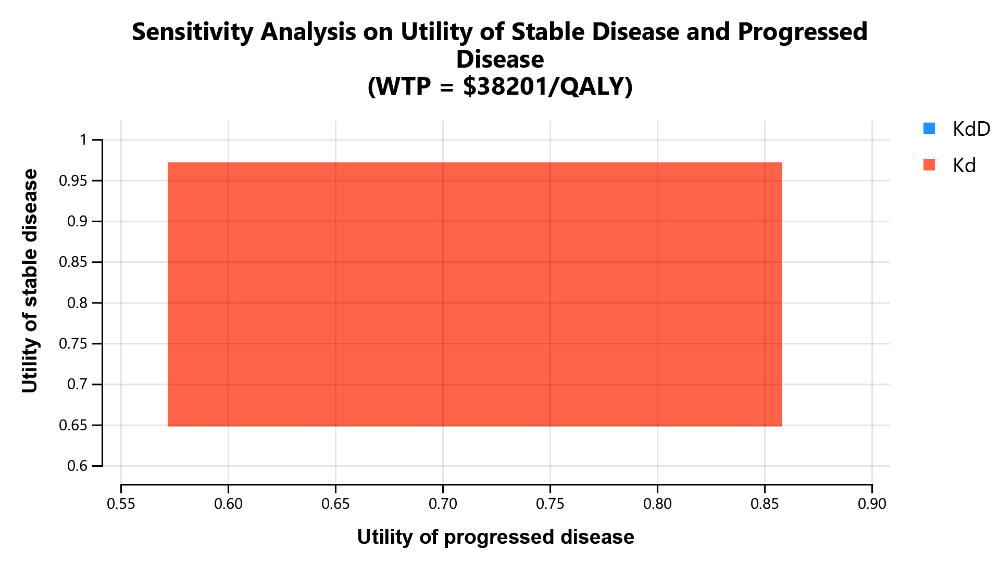 Sensitivity Analysis on Utility of Stable Disease and Progressed
Disease
(WTP = $38201/QALY)
KdD
Kd
Utility of stable disease
1
0.95
0.9
0.85
0.8
0.75
0.7
0.65
0.6
0.55
0.60
0.65
0.70
0.75
0.80
0.85
0.90
Utility of progressed disease